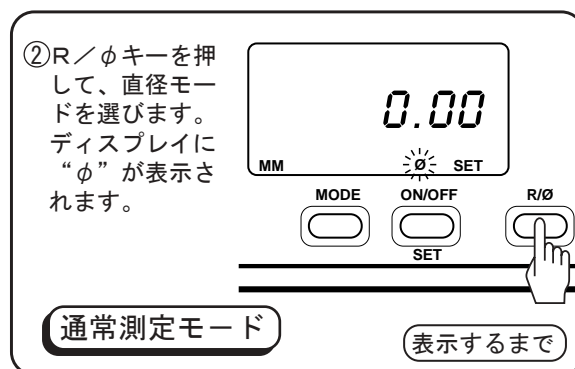 ②R／φキーを押
して、直径モー
ドを選びます。
ディスプレイに
“φ”が表示さ
れます。
0.00
MM Ø SET
MODE ON/OFF R/Ø
SET
通常測定モード
表示するまで